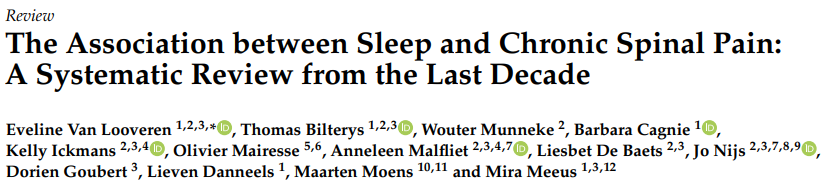 Review
The Association between Sleep and Chronic Spinal Pain:
A Systematic Review from the Last Decade
Eveline Van Looveren 1,2,3,*, Thomas Bilterys 1,2,3, Wouter Munneke 2, Barbara Cagnie 1,
Kelly Ickmans 2,3,4, Olivier Mairesse 5,6, Anneleen Malfliet 2,3,4,7, Liesbet De Baets 2,3, Jo Nijs 2,3,7,8,9,
Dorien Goubert 3, Lieven Danneels 1, Maarten Moens 10,11 and Mira Meeus 1,3,12